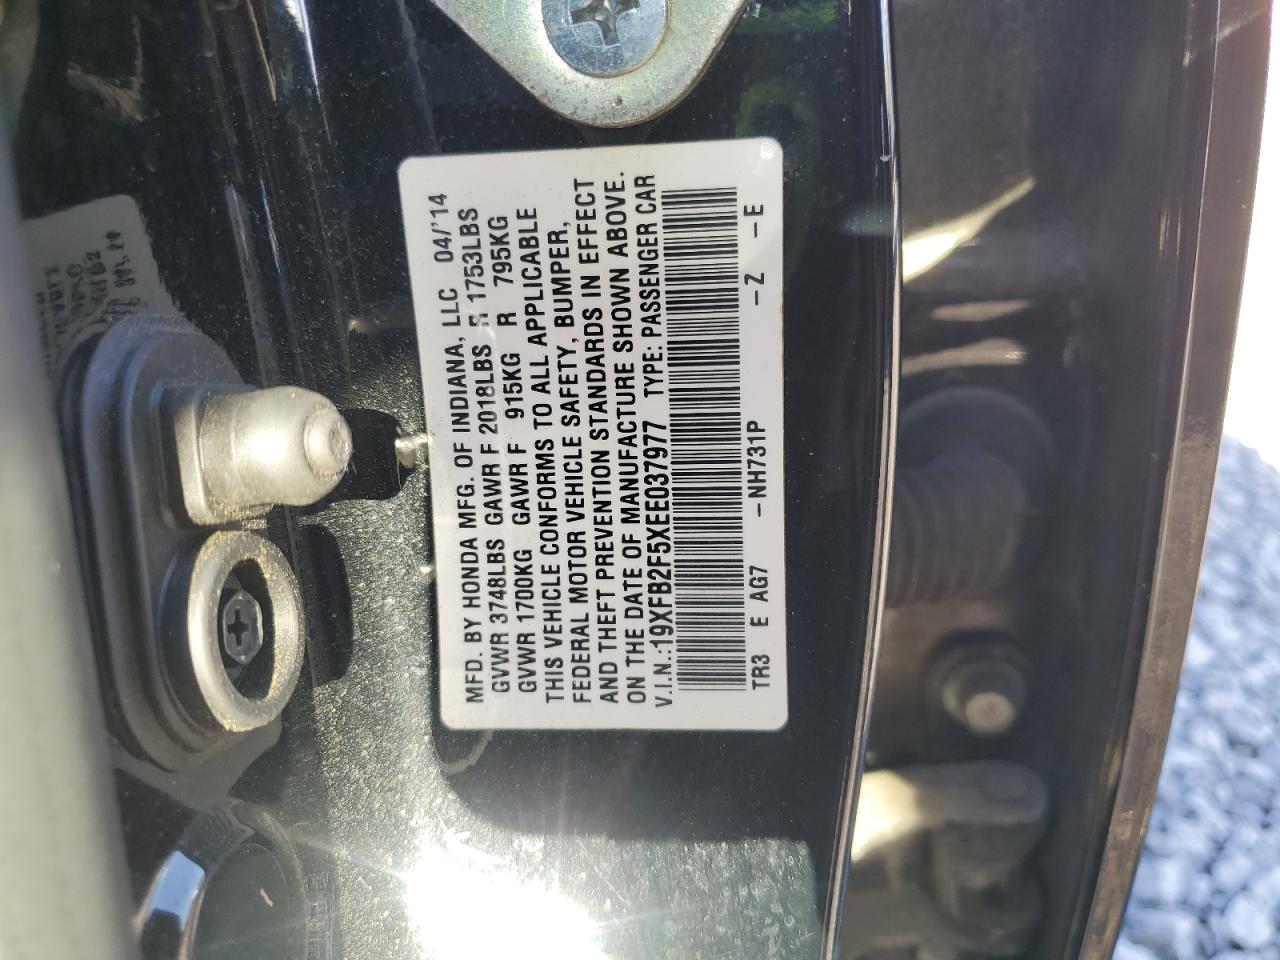 MFD. BY HONDA MFG. OF INDIANA, LLC 04/'14
GVWR 3748LBS GAWR F 2018LBS R 1753LBS
GVWR 1700KG GAWR F 915KG R 795KG
THIS VEHICLE CONFORMS TO ALL APPLICABLE
FEDERAL MOTOR VEHICLE SAFETY, BUMPER,
AND THEFT PREVENTION STANDARDS IN EFFECT
ON THE DATE OF MANUFACTURE SHOWN ABOVE.
V.I.N.:19XFB2F5XEE037977 TYPE: PASSENGER CAR
TR3 E AG7 -NH731P -Z -E